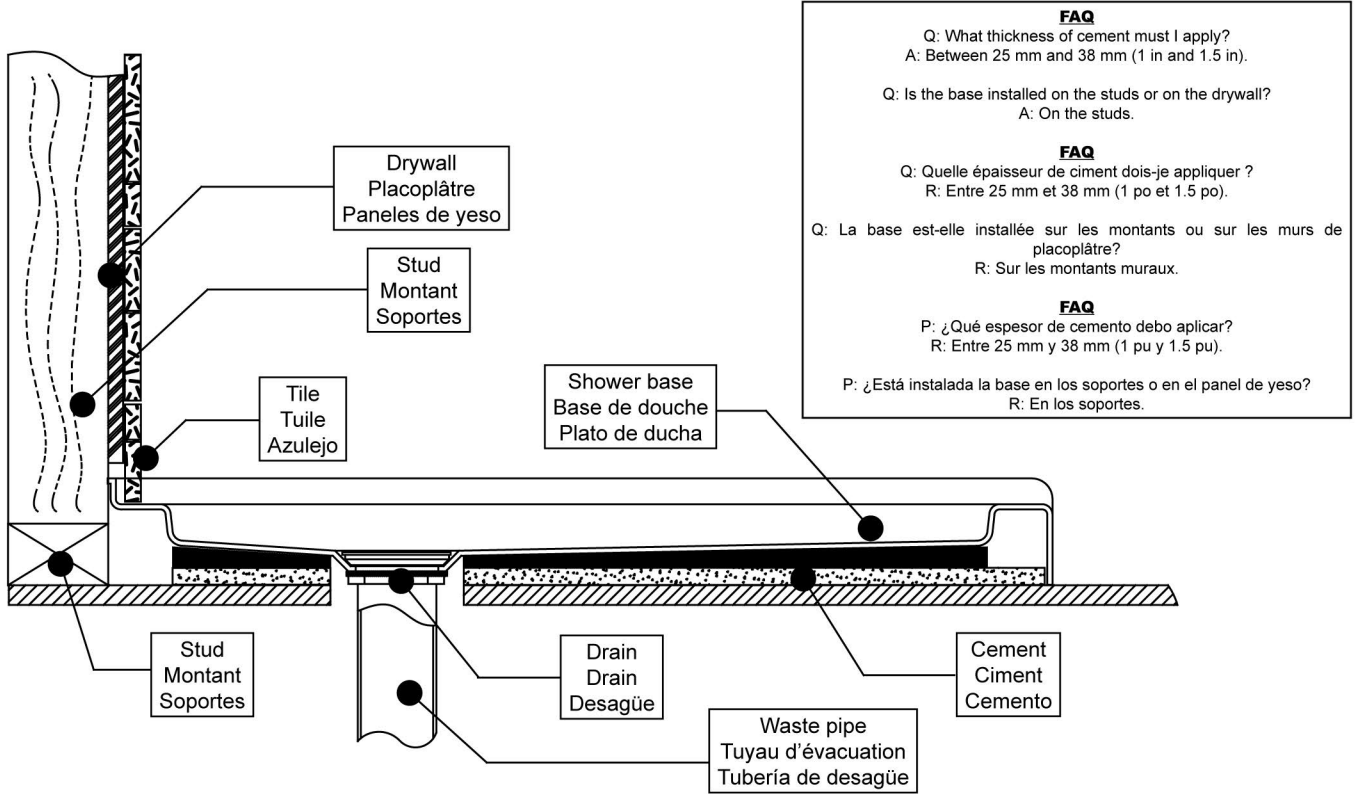 FAQ
Q: What thickness of cement must I apply?
A: Between 25 mm and 38 mm (1 in and 1.5 in).
Q: Is the base installed on the studs or on the drywall?
A: On the studs.
FAQ
Q: Quelle épaisseur de ciment dois-je appliquer ?
R: Entre 25 mm et 38 mm (1 po et 1.5 po).
Q: La base est-elle installée sur les montants ou sur les murs de
placoplâtre?
R: Sur les montants muraux.
FAQ
P: ¿Qué espesor de cemento debo aplicar?
R: Entre 25 mm y 38 mm (1 pu y 1.5 pu).
P: ¿Está instalada la base en los soportes o en el panel de yeso?
R: En los soportes.
Drywall
Placoplâtre
Paneles de yeso
Stud
Montant
Soportes
Tile
Tuile
Azulejo
Shower base
Base de douche
Plato de ducha
Stud
Montant
Soportes
Drain
Drain
Desagüe
Cement
Ciment
Cemento
Waste pipe
Tuyau d’évacuation
Tubería de desagüe